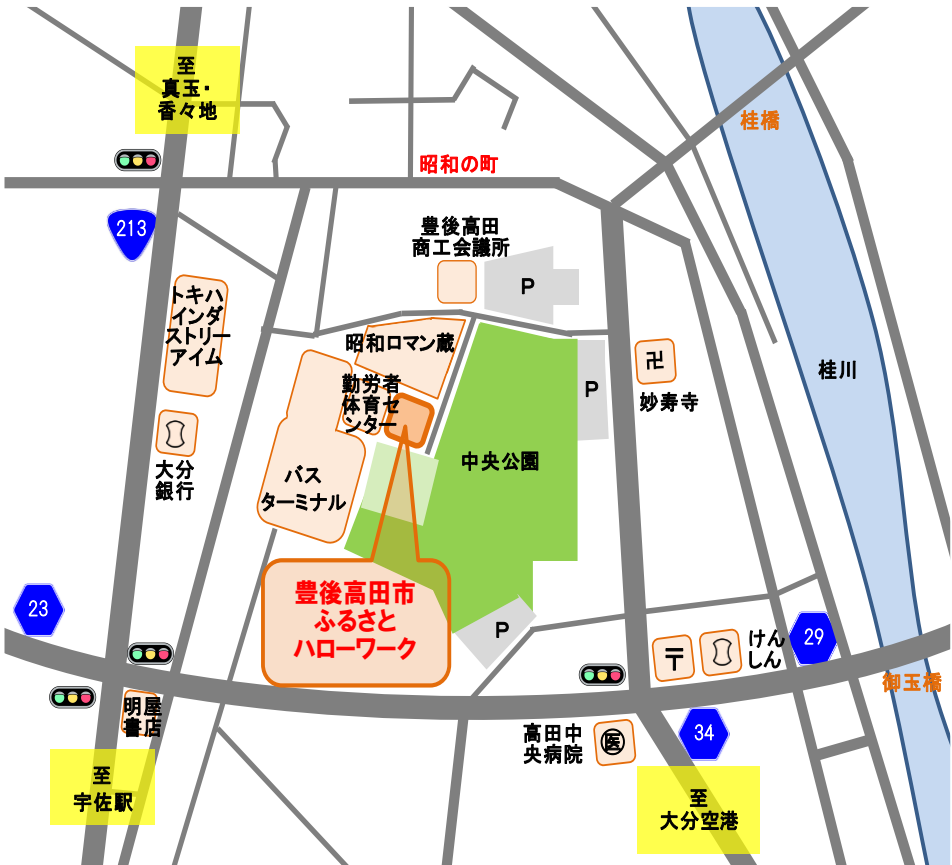 至
真玉・
香々地
桂橋
昭和の町
213
豊後高田
商工会議所
P
トキハ
インダ
ストリー
アイム
昭和ロマン蔵
卍
桂川
P
勤労者
体育セ
ンター
妙寿寺
中央公園
大分
銀行
バス
ターミナル
豊後高田市
ふるさと
ハローワーク
23
P
〒
けん
しん
29
御玉橋
明屋
書店
高田中
央病院
医
34
至
宇佐駅
至
大分空港